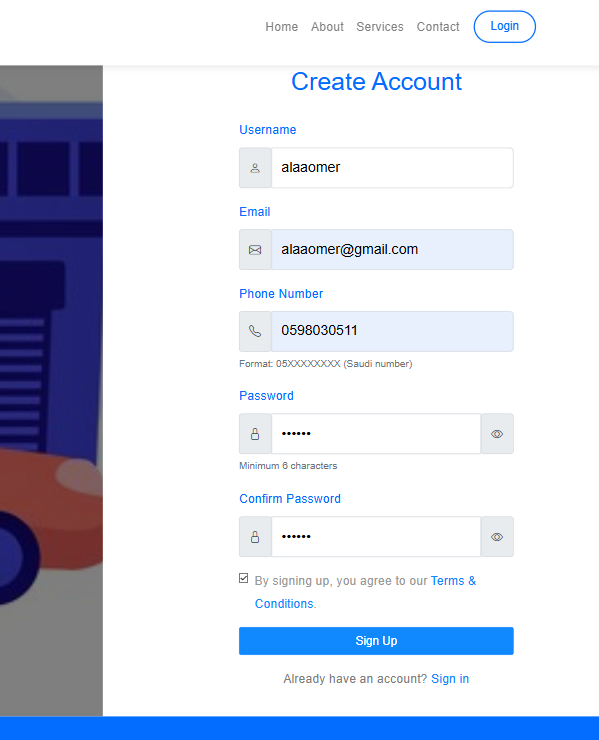 Home About Services Contact Login
Create Account
Username
alaaomer
Email
alaaomer@gmail.com
Phone Number
0598030511
Format: 05XXXXXXXX (Saudi number)
Password
••••••
Minimum 6 characters
Confirm Password
••••••
By signing up, you agree to our Terms &
Conditions.
Sign Up
Already have an account? Sign in